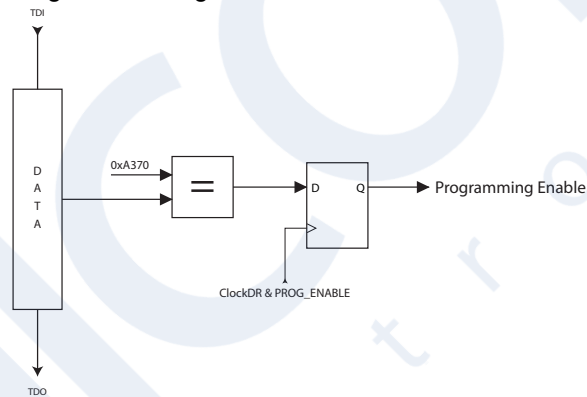 TDI
D
A
T
A
0xA370
=
D
Q
Programming Enable
ClockDR & PROG_ENABLE
TDO